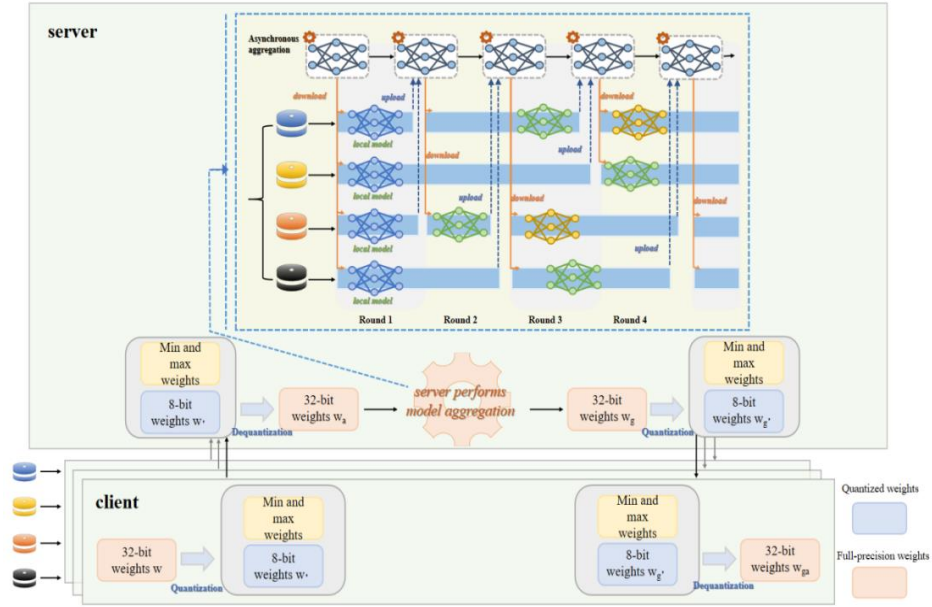 server
Asynchronous
aggregation
download
upload
download
download
local model
download
upload
local model
upload
download
download
local model
upload
local model
Round 1
Round 2
Round 3
Round 4
Min and
max
weights
8-bit
weights w'
Dequantization
32-bit
weights wa
server performs
model aggregation
32-bit
weights wg
Quantization
Min and
max
weights
8-bit
weights wg'
client
32-bit
weights w
Quantization
Min and
max
weights
8-bit
weights w'
Min and
max
weights
8-bit
weights wg'
Dequantization
32-bit
weights wga
Quantized weights
Full-precision weights